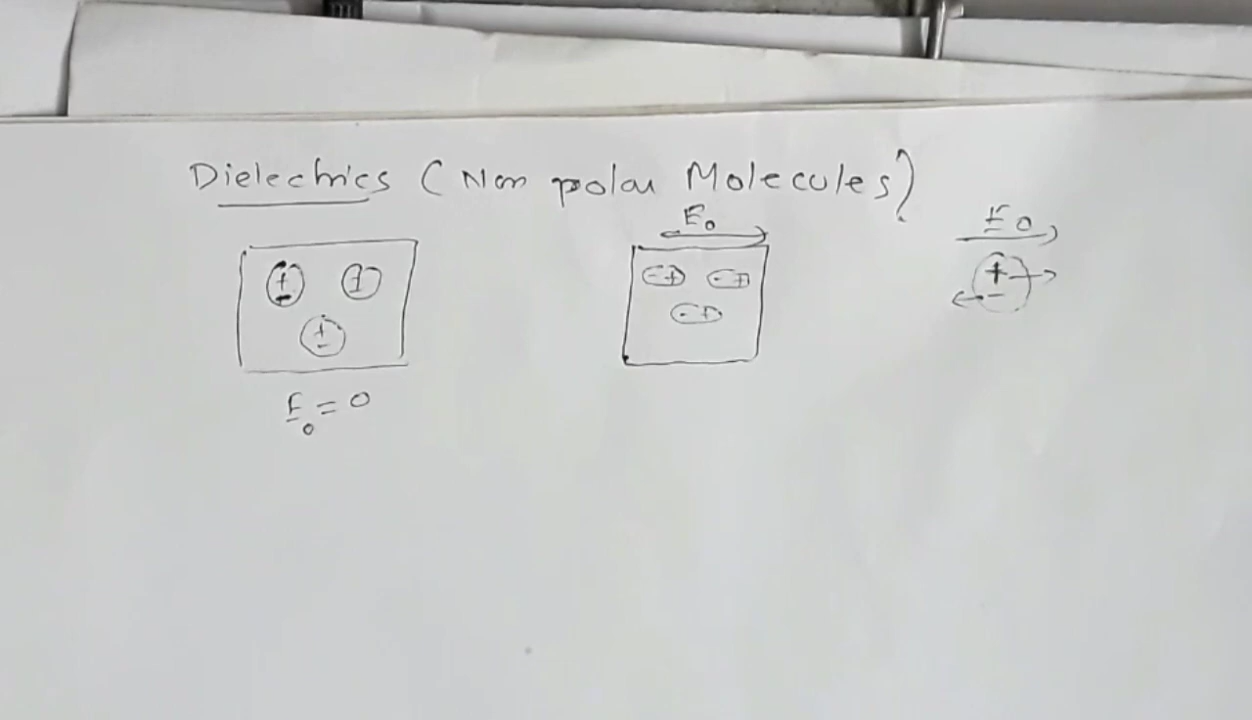 Dielectrics (Non polar Molecules)
E₀
E₀
+ - + + -
- + - + - +
+ -
E₀ = 0